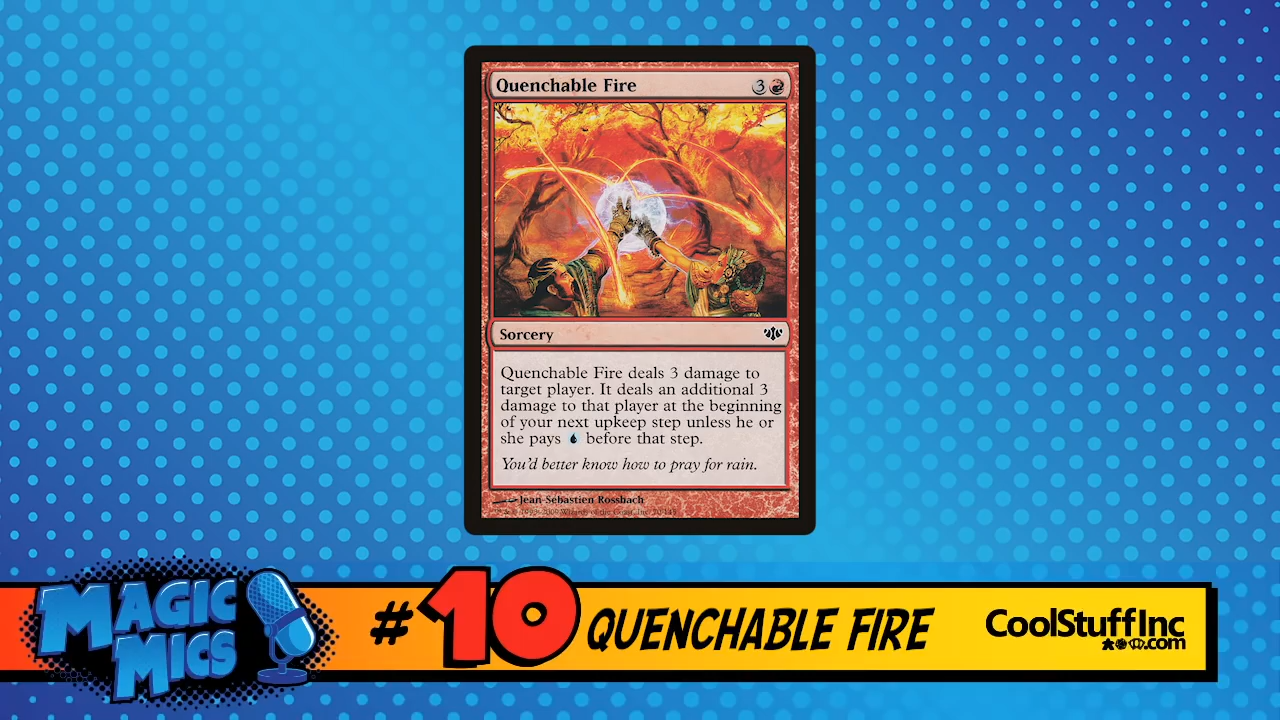 Quenchable Fire 3
Sorcery
Quenchable Fire deals 3 damage to
target player. It deals an additional 3
damage to that player at the beginning
of your next upkeep step unless he or
she pays before that step.
You'd better know how to pray for rain.
Jean-Sébastien Rossbach
MAGIC
MICS
#10 QUENCHABLE FIRE
CoolStuffInc
.com